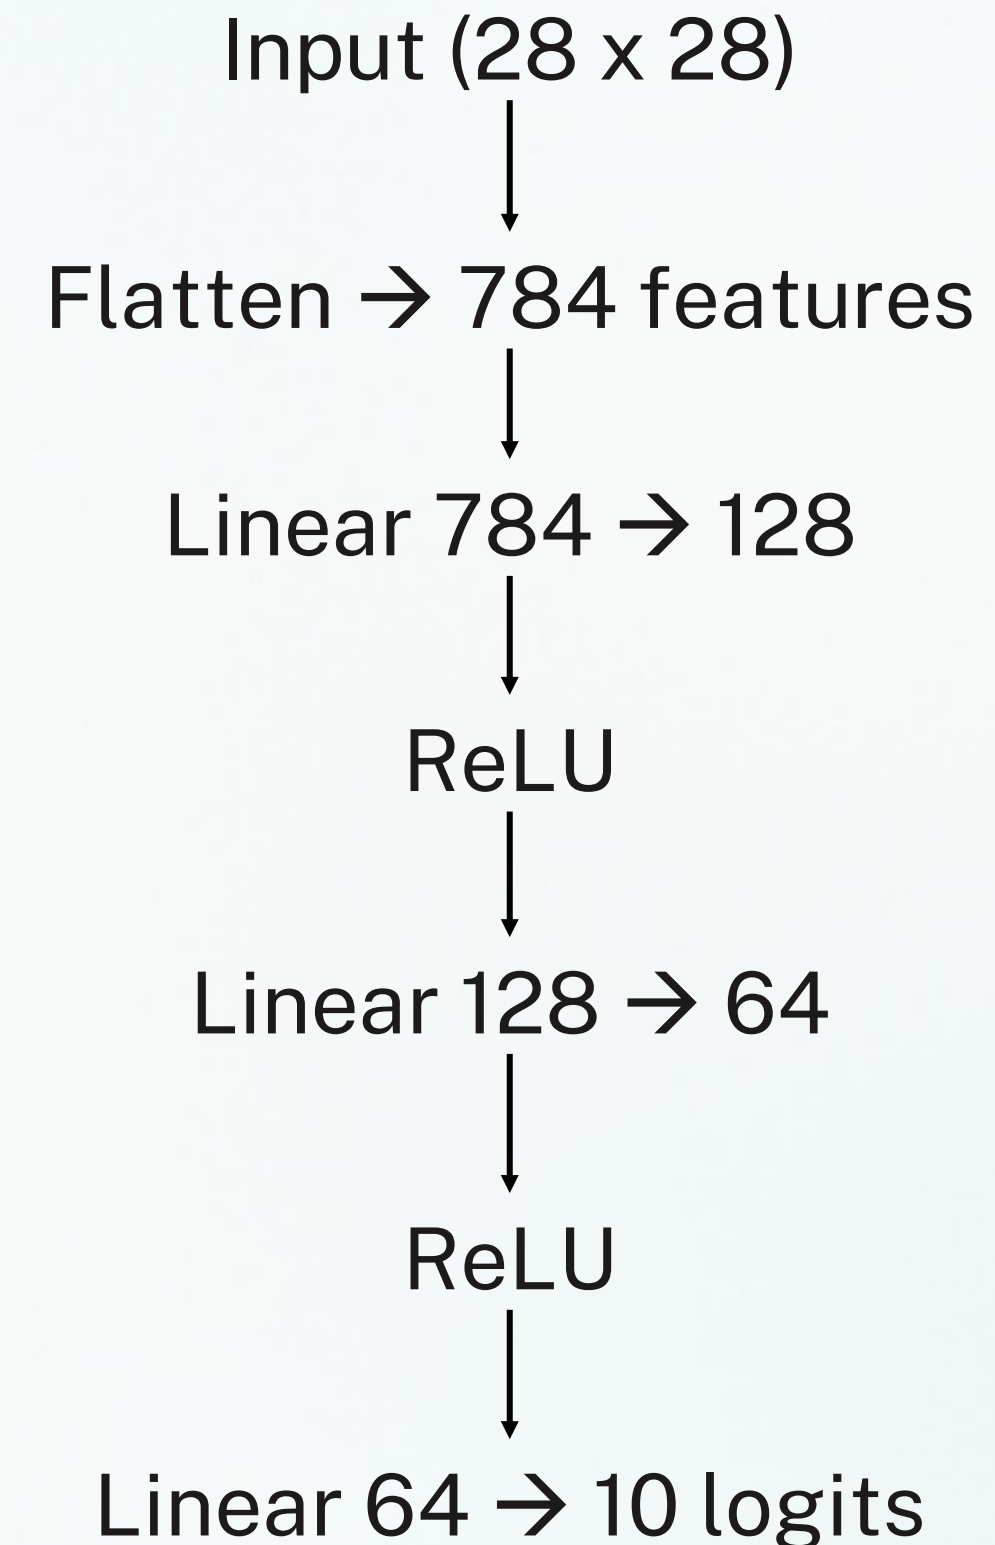 Input (28 x 28)
Flatten → 784 features
Linear 784 → 128
ReLU
Linear 128 → 64
ReLU
Linear 64 → 10 logits